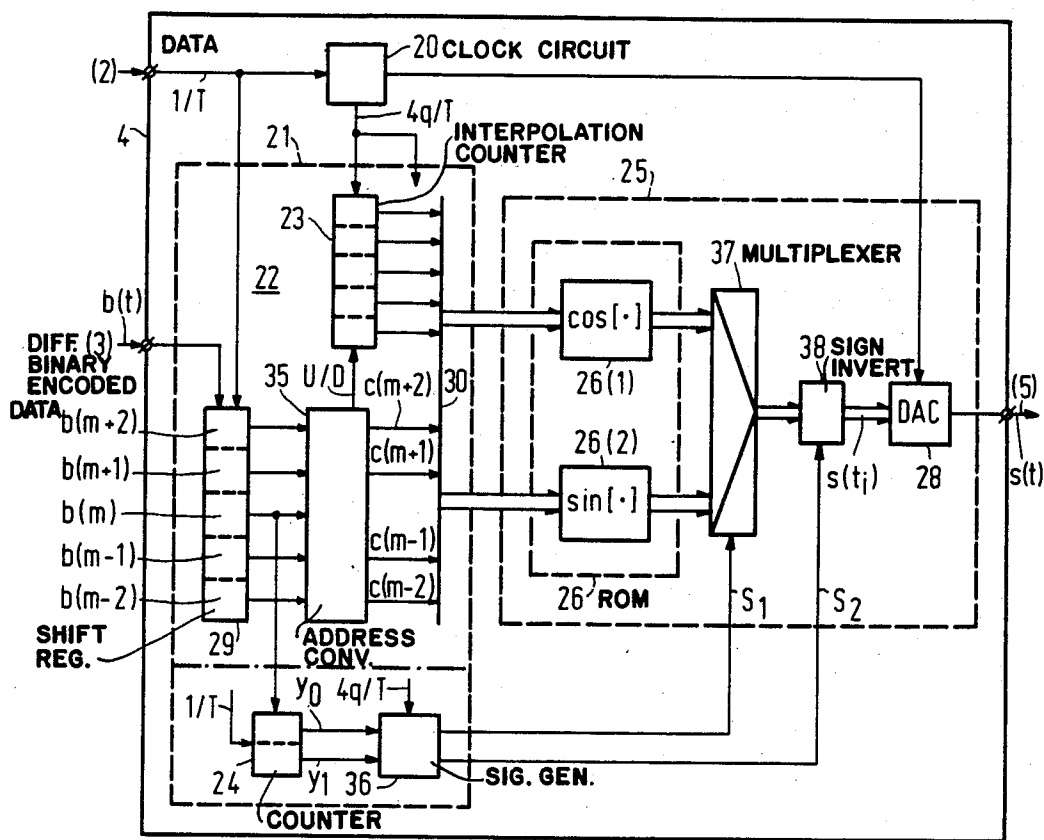 DATA
(2)
1/T
20 CLOCK CIRCUIT
4
4q/T
21
INTERPOLATION
COUNTER
25
23
22
37 MULTIPLEXER
b(t)
cos[·]
DIFF. (3)
BINARY
ENCODED
DATA
38 SIGN
INVERT
35
U/D
c(m+2)
30
26(1)
(5)
b(m+2)
c(m+1)
26(2)
DAC
b(m+1)
s(ti)
28
s(t)
b(m)
sin[·]
b(m-1)
c(m-1)
b(m-2)
c(m-2)
26 ROM
S1
S2
SHIFT
REG.
29
ADDRESS
CONV.
1/T
y0
4q/T
24
y1
36
SIG. GEN.
COUNTER